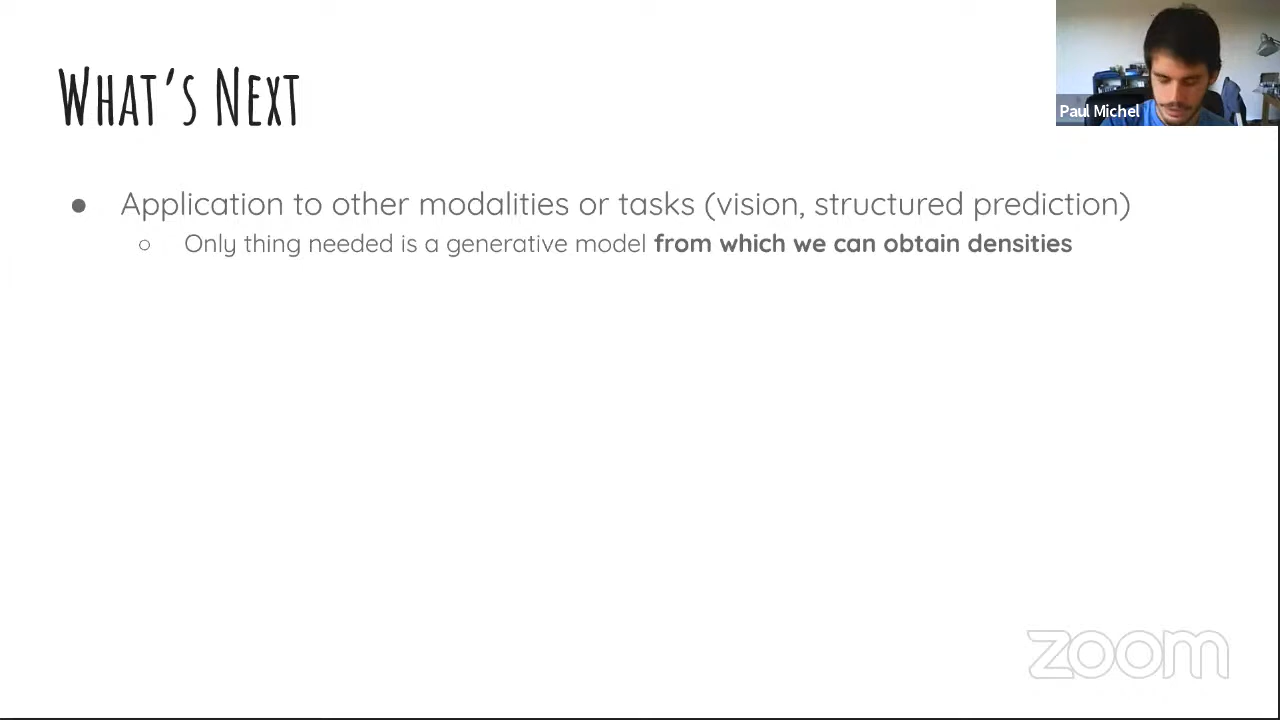 What's Next
Paul Michel
● Application to other modalities or tasks (vision, structured prediction)
○ Only thing needed is a generative model from which we can obtain densities
zoom